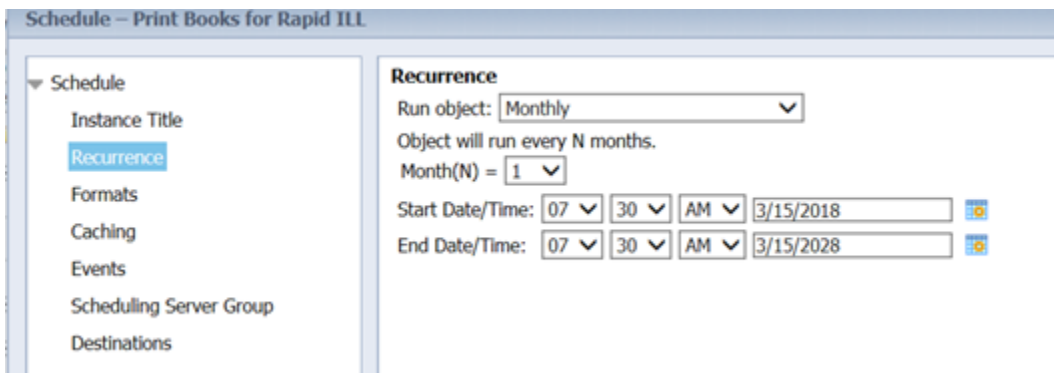 Schedule – Print Books for Rapid ILL
Schedule
Instance Title
Recurrence
Formats
Caching
Events
Scheduling Server Group
Destinations
Recurrence
Run object: Monthly
Object will run every N months.
Month(N) = 1
Start Date/Time: 07 30 AM 3/15/2018
End Date/Time: 07 30 AM 3/15/2028